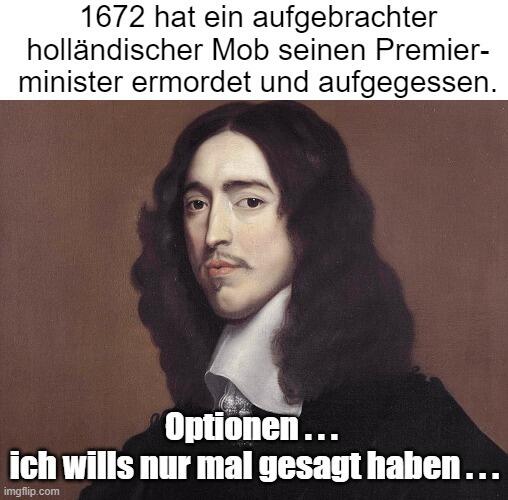 1672 hat ein aufgebrachter
holländischer Mob seinen Premier-
minister ermordet und aufgegessen.
Optionen . . .
ich wills nur mal gesagt haben . . .
imgflip.com